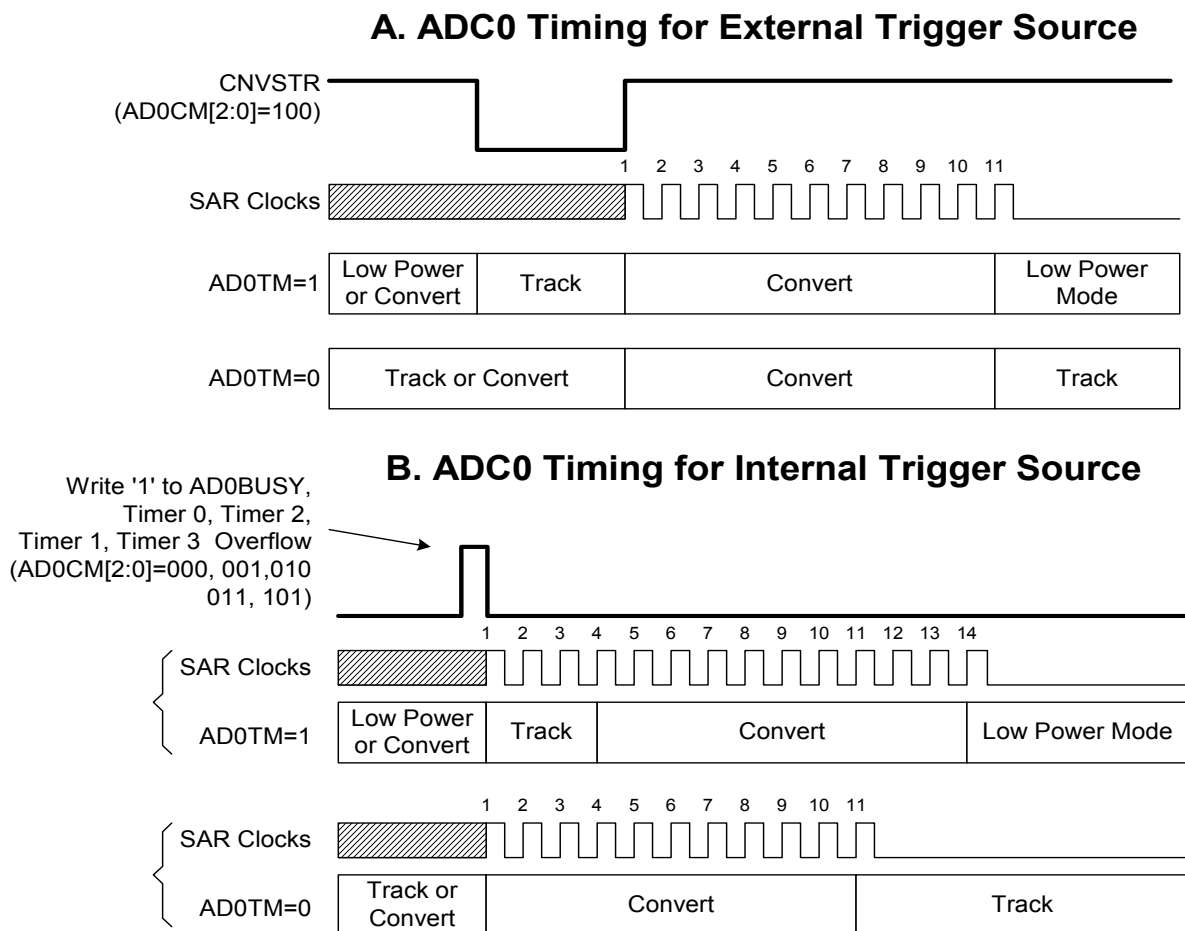 A. ADC0 Timing for External Trigger Source
CNVSTR
(AD0CM[2:0]=100)
1 2 3 4 5 6 7 8 9 10 11
SAR Clocks
AD0TM=1
Low Power
or Convert
Track
Convert
Low Power
Mode
AD0TM=0
Track or Convert
Convert
Track
B. ADC0 Timing for Internal Trigger Source
Write '1' to AD0BUSY,
Timer 0, Timer 2,
Timer 1, Timer 3 Overflow
(AD0CM[2:0]=000, 001,010
011, 101)
1 2 3 4 5 6 7 8 9 10 11 12 13 14
SAR Clocks
AD0TM=1
Low Power
or Convert
Track
Convert
Low Power Mode
1 2 3 4 5 6 7 8 9 10 11
SAR Clocks
AD0TM=0
Track or
Convert
Convert
Track